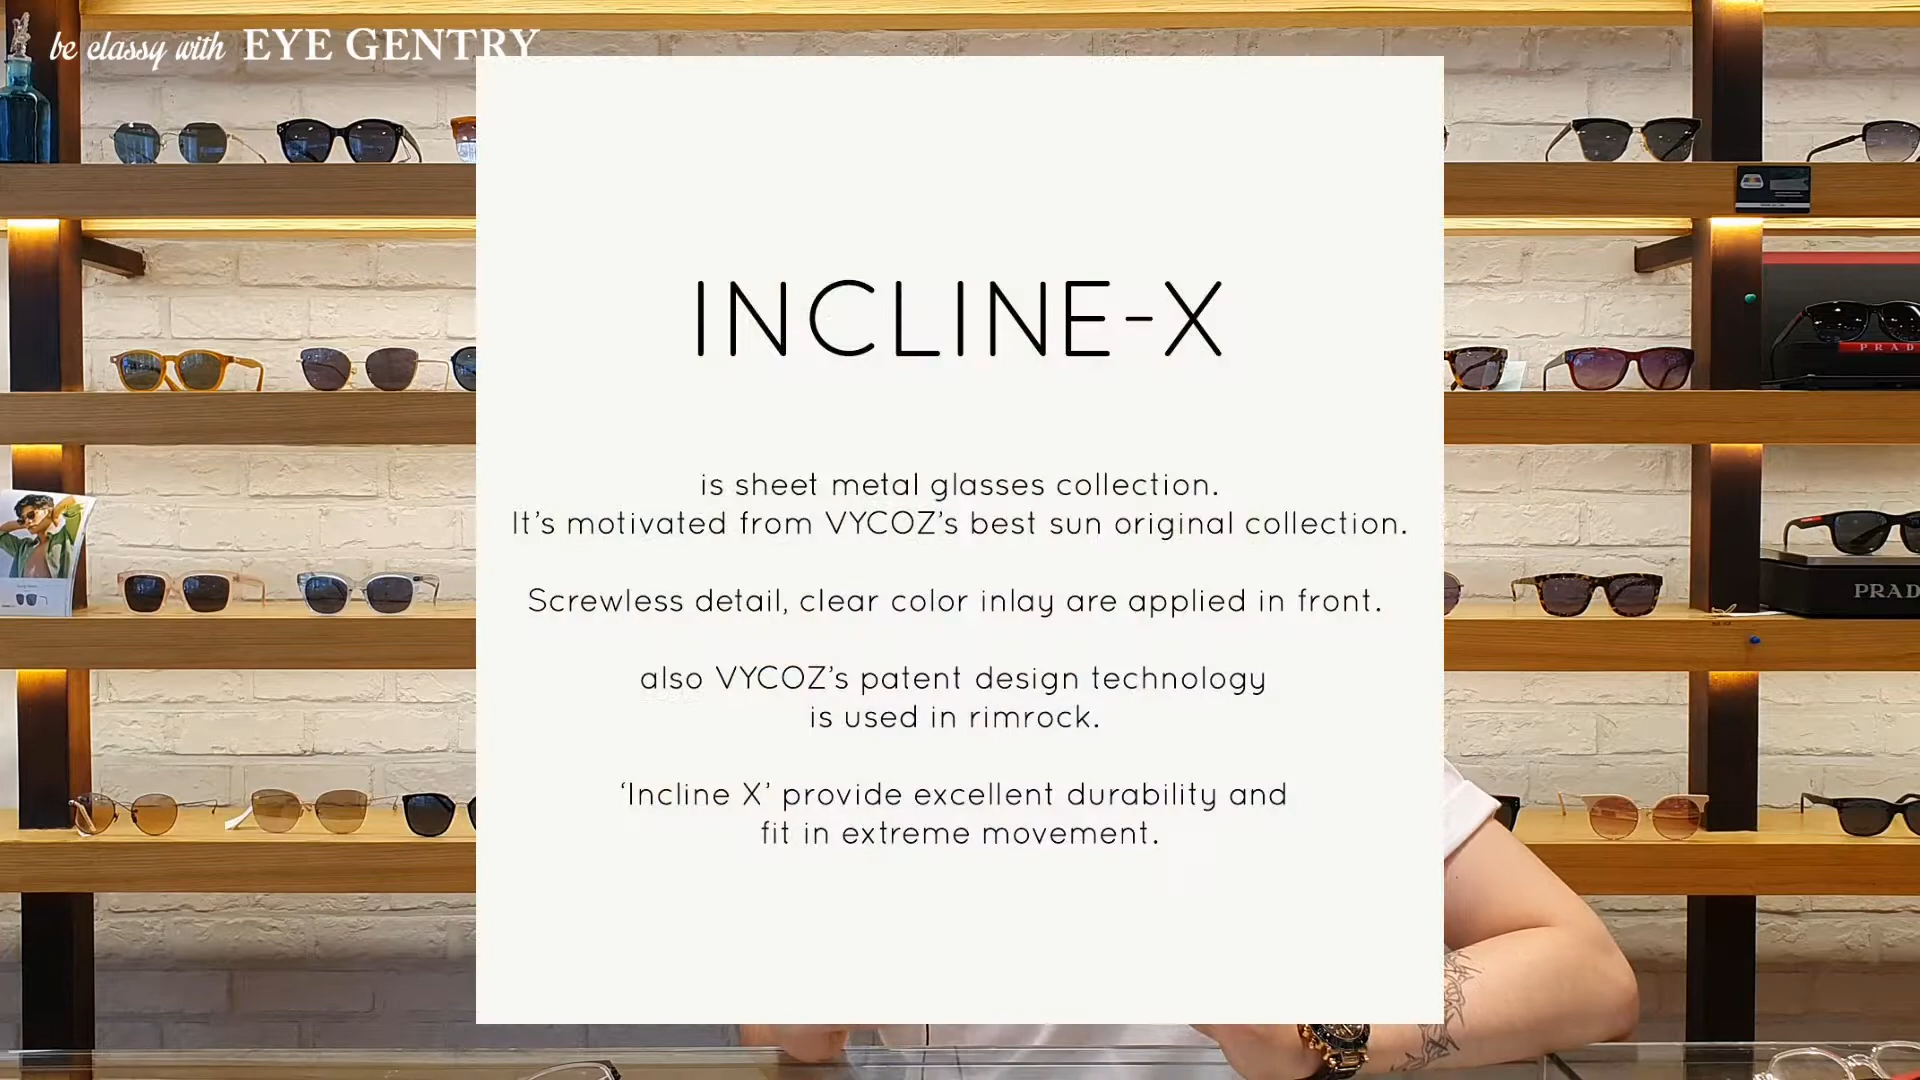 be classy with EYE GENTRY
INCLINE-X
is sheet metal glasses collection.
It's motivated from VYCOZ's best sun original collection.
Screwless detail, clear color inlay are applied in front.
also VYCOZ's patent design technology
is used in rimrock.
'Incline X' provide excellent durability and
fit in extreme movement.
PRAD
PRAD